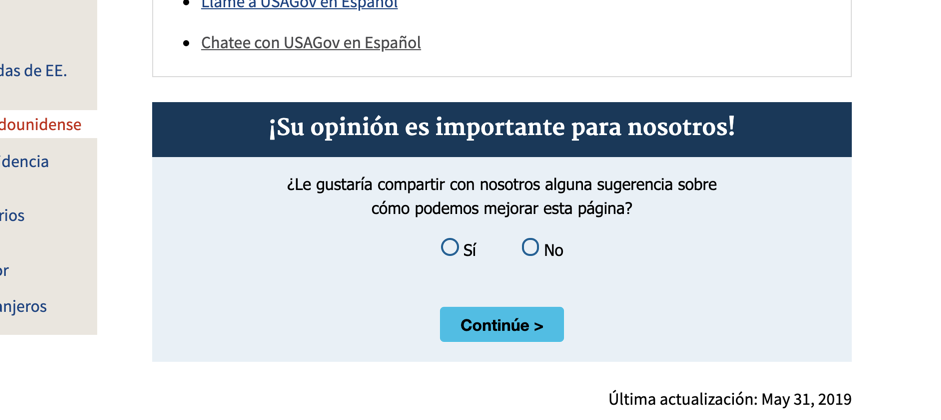 Llame a USAGov en Español
Chatee con USAGov en Español
das de EE.
dounidense
idencia
rios
or
anjeros
¡Su opinión es importante para nosotros!
¿Le gustaría compartir con nosotros alguna sugerencia sobre
cómo podemos mejorar esta página?
Sí No
Continúe >
Última actualización: May 31, 2019